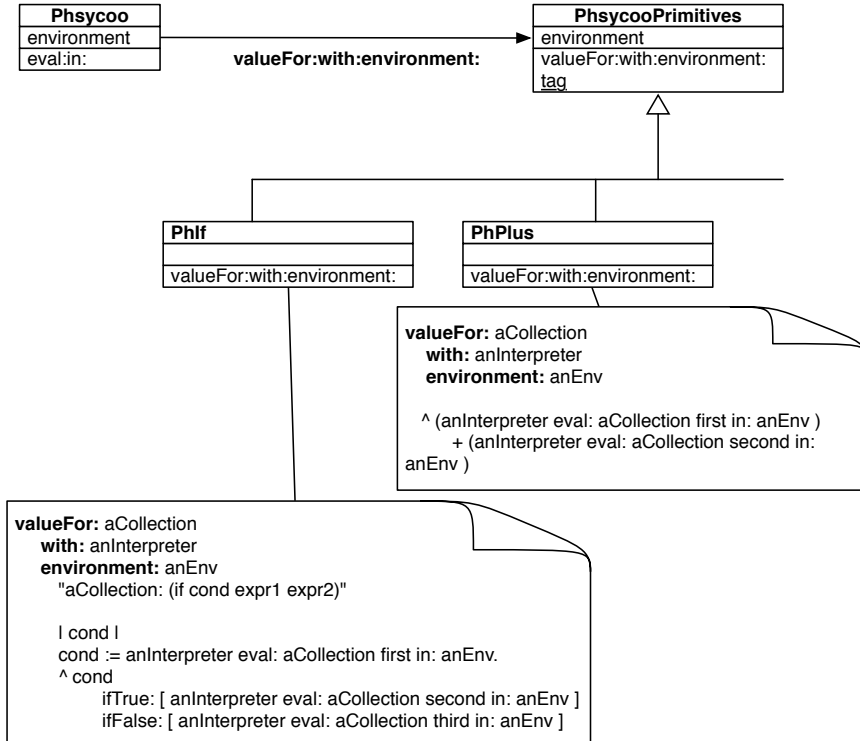 Phsycoo
environment
eval:in:
valueFor:with:environment:
PhsycooPrimitives
environment
valueFor:with:environment:
tag
PhIf
valueFor:with:environment:
PhPlus
valueFor:with:environment:
valueFor: aCollection
with: anInterpreter
environment: anEnv
^ (anInterpreter eval: aCollection first in: anEnv )
+ (anInterpreter eval: aCollection second in:
anEnv )
valueFor: aCollection
with: anInterpreter
environment: anEnv
"aCollection: (if cond expr1 expr2)"
| cond |
cond := anInterpreter eval: aCollection first in: anEnv.
^ cond
ifTrue: [ anInterpreter eval: aCollection second in: anEnv ]
ifFalse: [ anInterpreter eval: aCollection third in: anEnv ]